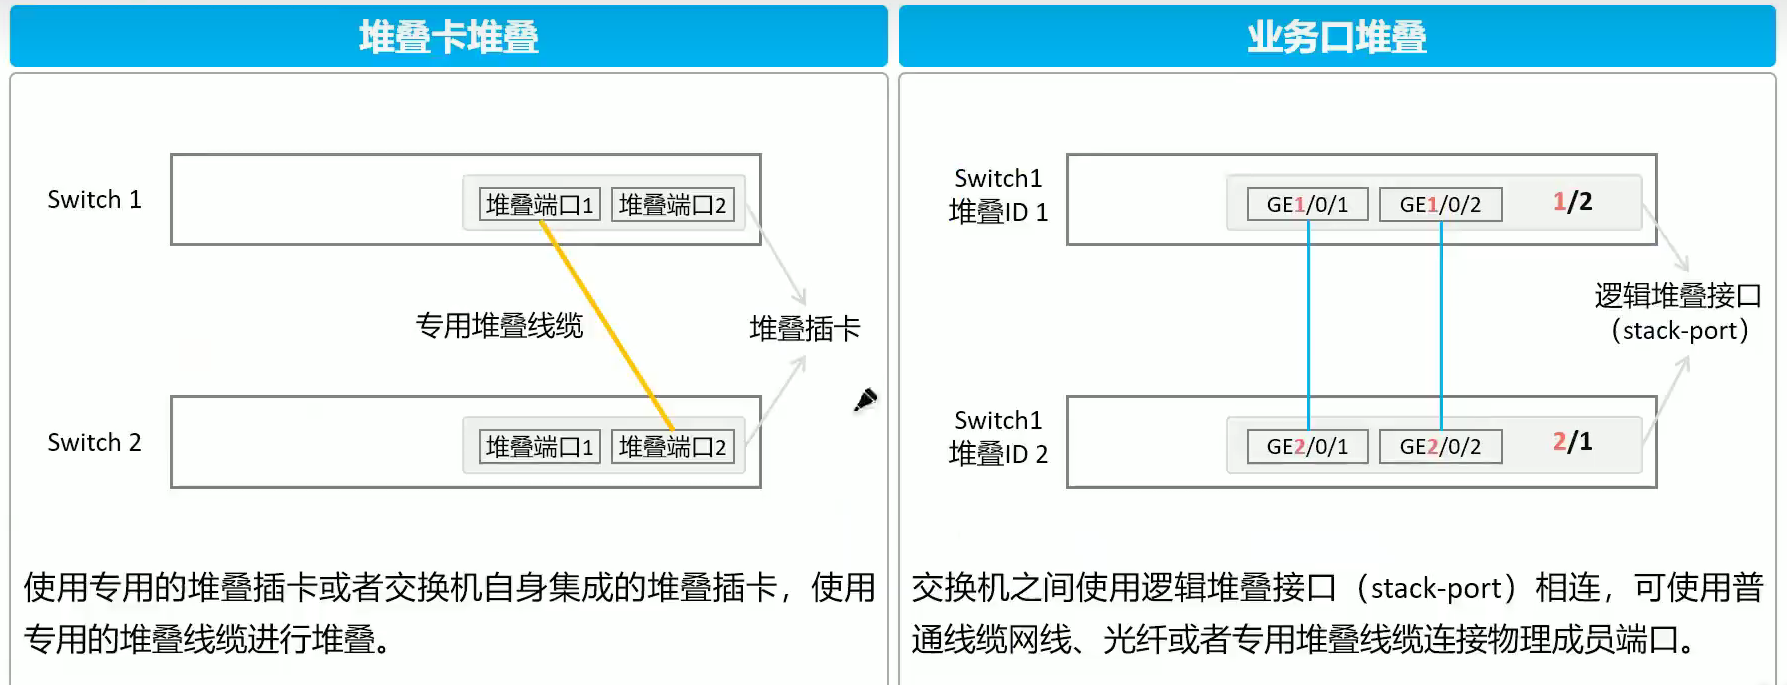 堆叠卡堆叠
Switch 1
堆叠端口1
堆叠端口2
专用堆叠线缆
堆叠插卡
Switch 2
堆叠端口1
堆叠端口2
使用专用的堆叠插卡或者交换机自身集成的堆叠插卡，使用
专用的堆叠线缆进行堆叠。
业务口堆叠
Switch1
堆叠ID 1
GE1/0/1
GE1/0/2
1/2
逻辑堆叠接口
（stack-port）
Switch1
堆叠ID 2
GE2/0/1
GE2/0/2
2/1
交换机之间使用逻辑堆叠接口（stack-port）相连，可使用普
通线缆网线、光纤或者专用堆叠线缆连接物理成员端口。